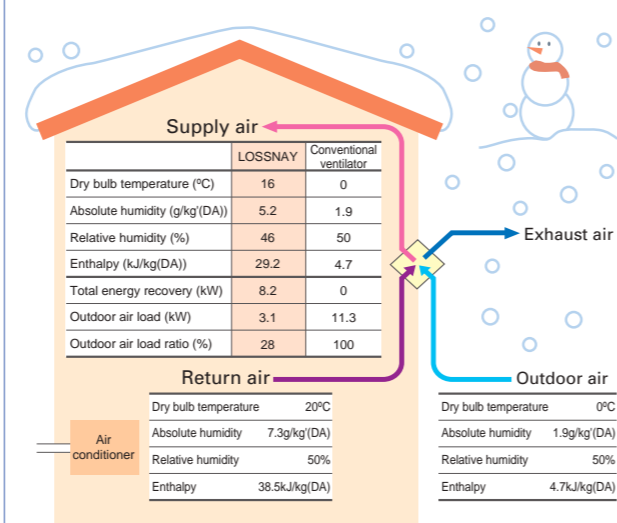 Supply air
LOSSNAY Conventional ventilator
Dry bulb temperature (ºC) 16 0
Absolute humidity (g/kg'(DA)) 5.2 1.9
Relative humidity (%) 46 50
Enthalpy (kJ/kg(DA)) 29.2 4.7
Total energy recovery (kW) 8.2 0
Outdoor air load (kW) 3.1 11.3
Outdoor air load ratio (%) 28 100
Exhaust air
Return air
Dry bulb temperature 20ºC
Absolute humidity 7.3g/kg'(DA)
Relative humidity 50%
Enthalpy 38.5kJ/kg(DA)
Outdoor air
Dry bulb temperature 0ºC
Absolute humidity 1.9g/kg'(DA)
Relative humidity 50%
Enthalpy 4.7kJ/kg(DA)
Air
conditioner